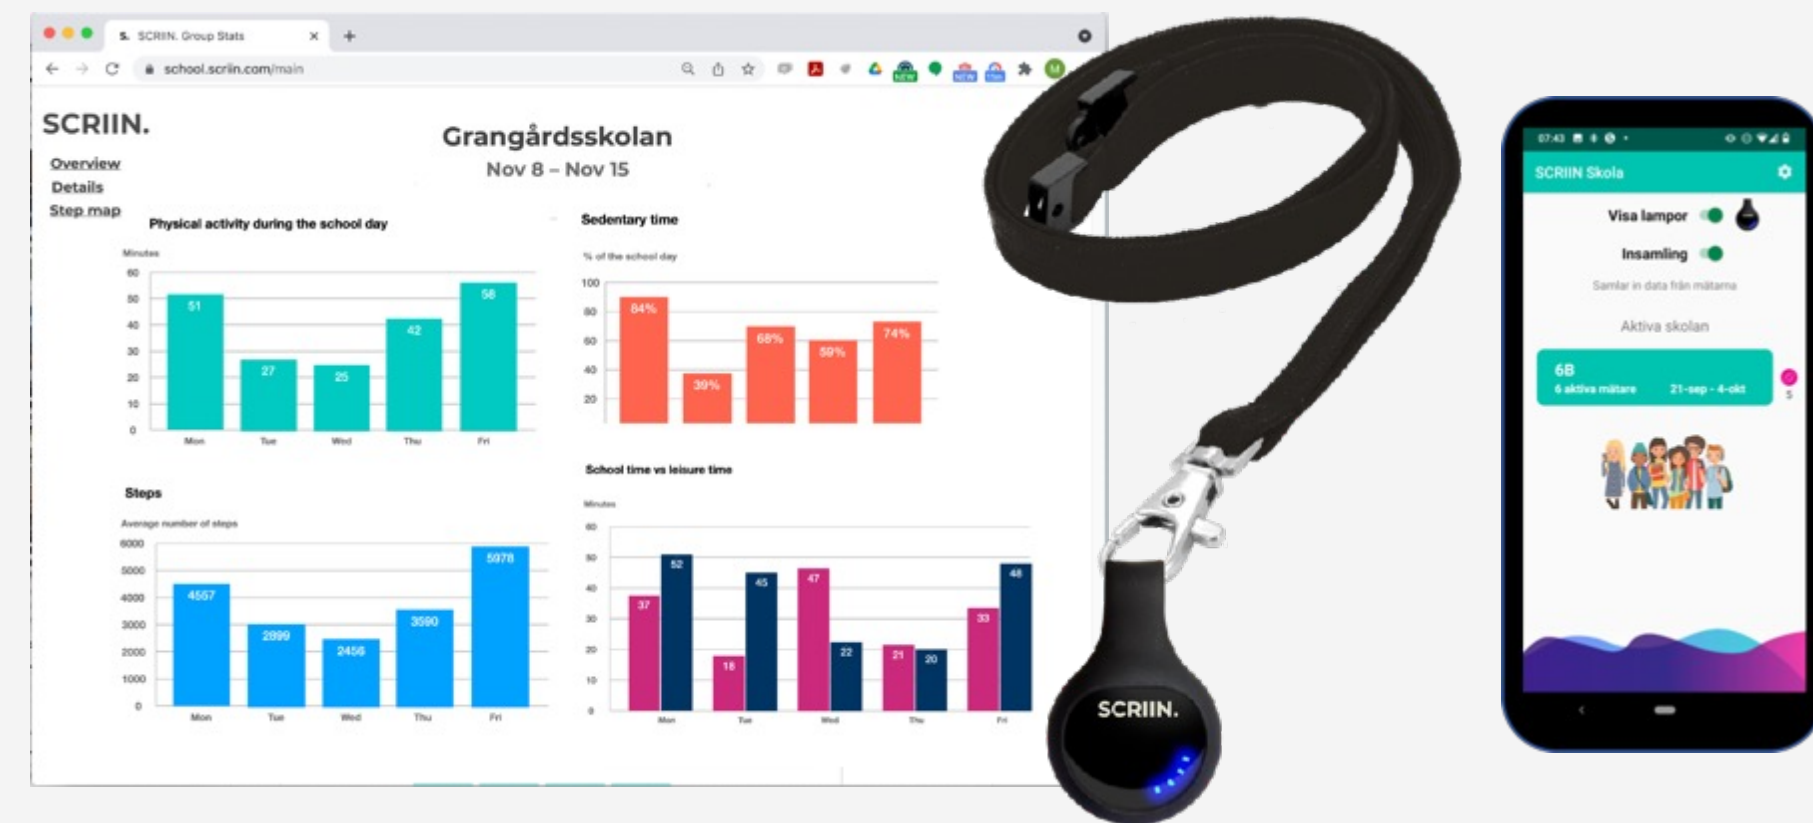 S. SCRIIN. Group Stats
school.scriin.com/main
NEW
NEW
M
SCRIIN.
Grangårdsskolan
Nov 8 – Nov 15
Overview
Details
Step map
Physical activity during the school day
Minutes
60
50
40
30
20
10
0
51
27
25
42
58
Mon Tue Wed Thu Fri
Sedentary time
% of the school day
100
80
60
40
20
84%
39%
68%
59%
74%
Steps
Average number of steps
6000
5000
4000
3000
2000
1000
0
4557
2899
2456
3590
5978
Mon Tue Wed Thu Fri
School time vs leisure time
Minutes
60
50
40
30
20
10
0
37 52
18 45
47 22
21 20
33 48
Mon Tue Wed Thu Fri
SCRIIN.
07:43
SCRIIN Skola
Visa lampor
Insamling
Samlar in data från mätarna
Aktiva skolan
6B
6 aktiva mätare 21-sep - 4-okt
5